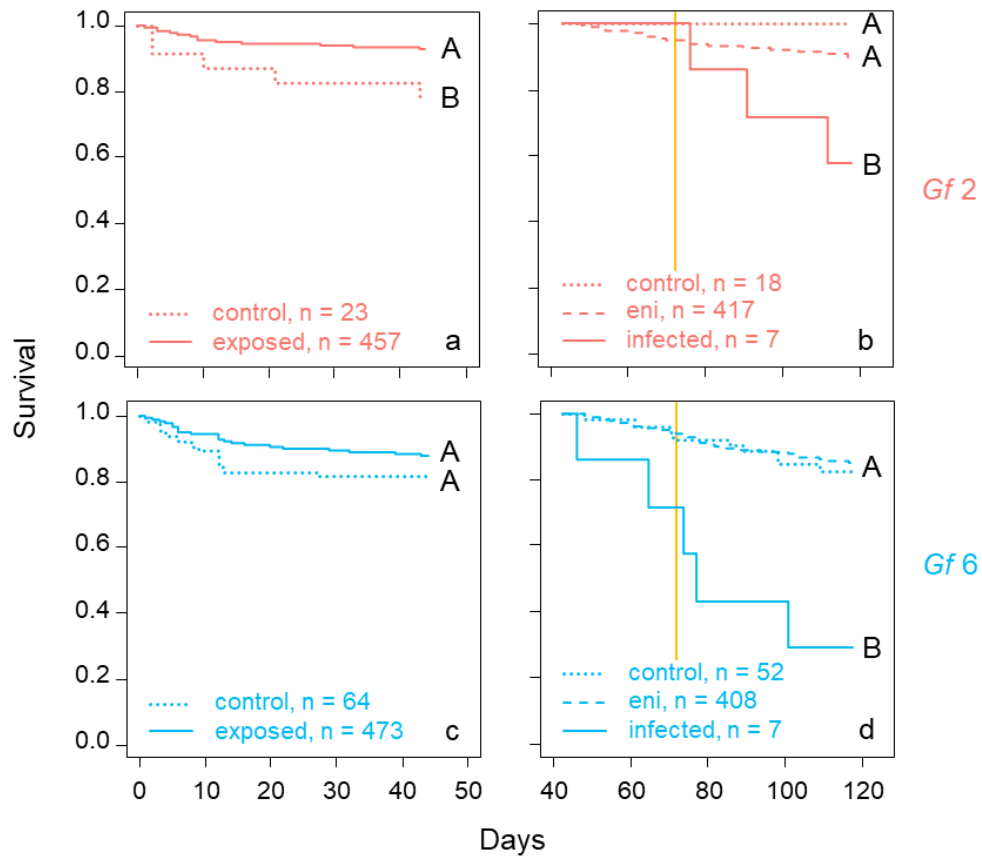 Survival
1.0
0.8
0.6
0.4
0.2
0.0
A
B
control, n = 23
exposed, n = 457
a
A
A
B
control, n = 18
eni, n = 417
infected, n = 7
b
Gf 2
1.0
0.8
0.6
0.4
0.2
0.0
A
A
control, n = 64
exposed, n = 473
c
A
B
control, n = 52
eni, n = 408
infected, n = 7
d
Gf 6
0 10 20 30 40 50
40 60 80 100 120
Days